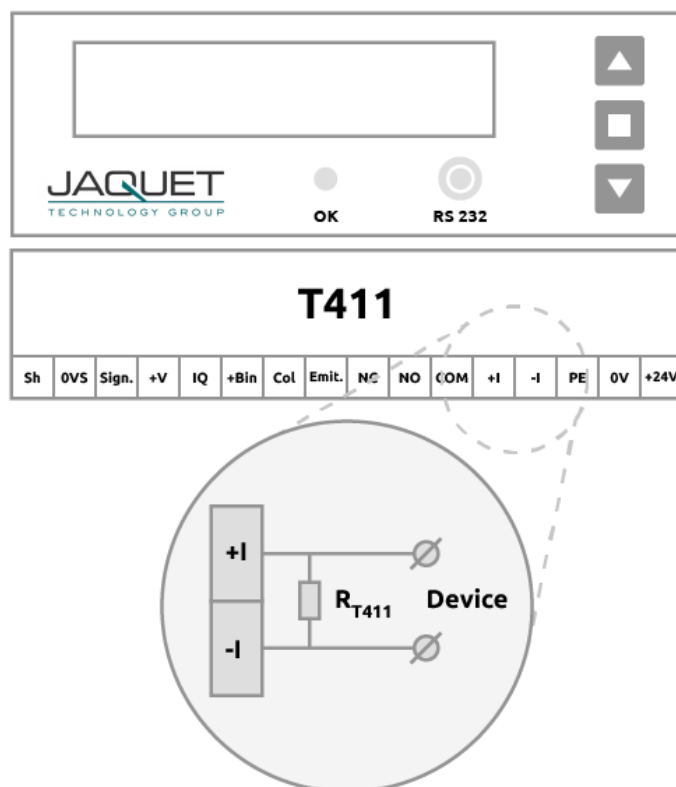 JAQUET
TECHNOLOGY GROUP
OK
RS 232
T411
Sh 0VS Sign. +V IQ +Bin Col Emit. NC NO COM +I -I PE 0V +24V
+I
R_T411 Device
-I